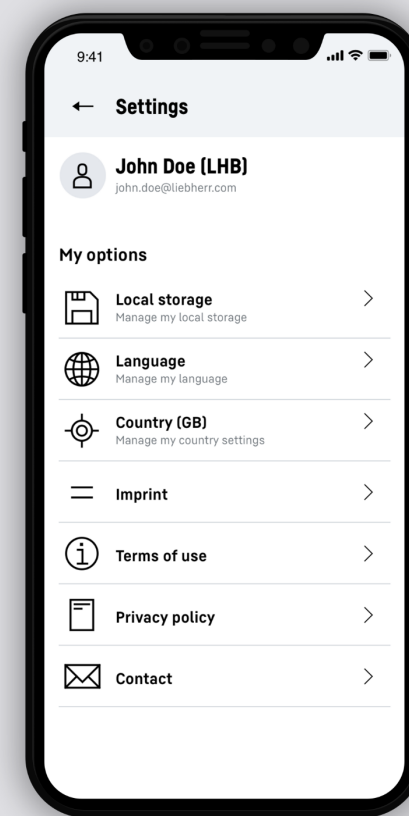 9:41
Settings
John Doe (LHB)
john.doe@liebherr.com
My options
Local storage
Manage my local storage
Language
Manage my language
Country (GB)
Manage my country settings
Imprint
Terms of use
Privacy policy
Contact